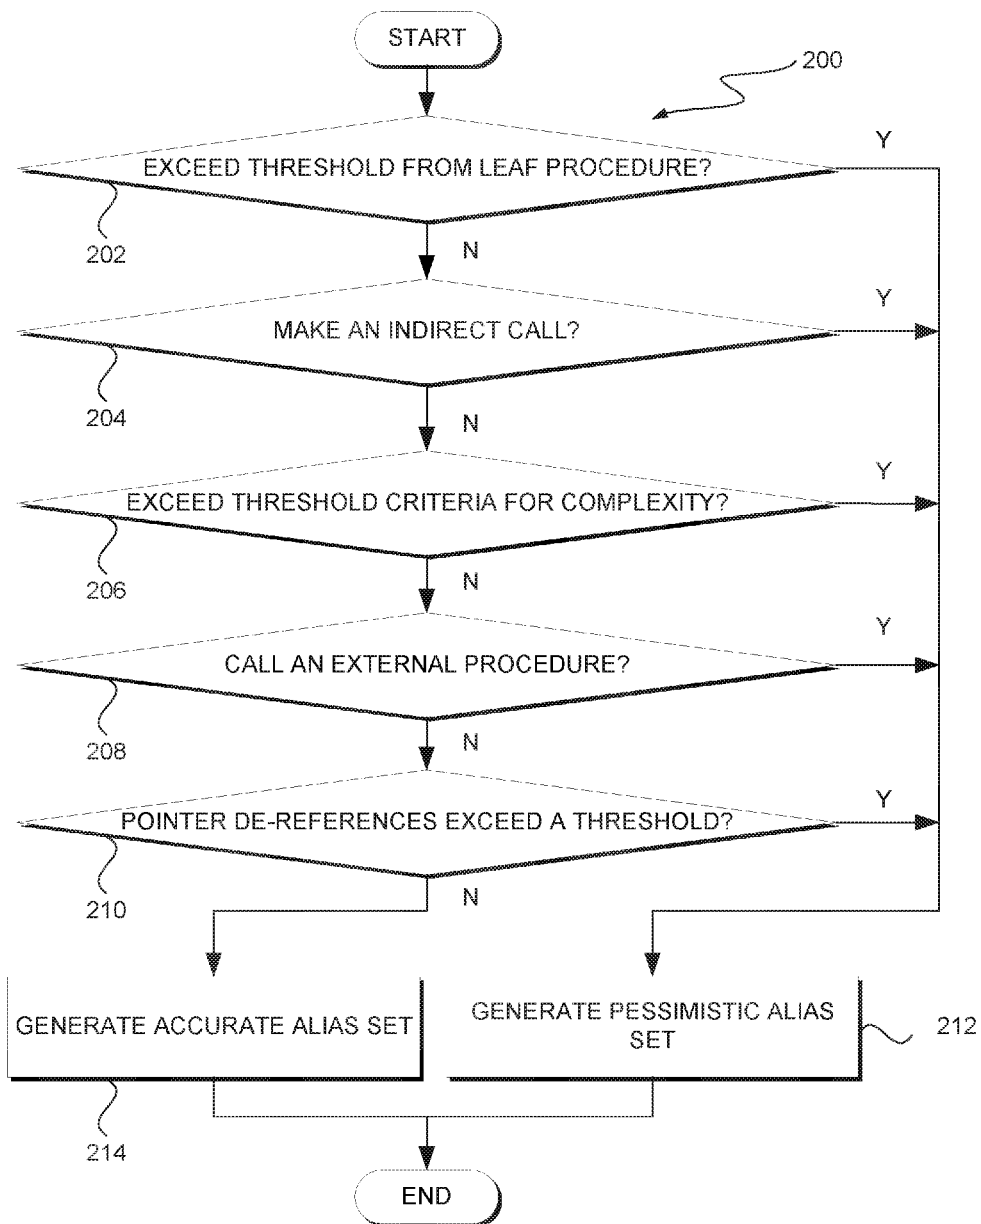 START
200
EXCEED THRESHOLD FROM LEAF PROCEDURE?
Y
202
N
MAKE AN INDIRECT CALL?
Y
204
N
EXCEED THRESHOLD CRITERIA FOR COMPLEXITY?
Y
206
N
CALL AN EXTERNAL PROCEDURE?
Y
208
N
POINTER DE-REFERENCES EXCEED A THRESHOLD?
Y
210
N
GENERATE ACCURATE ALIAS SET
214
GENERATE PESSIMISTIC ALIAS
SET
212
END